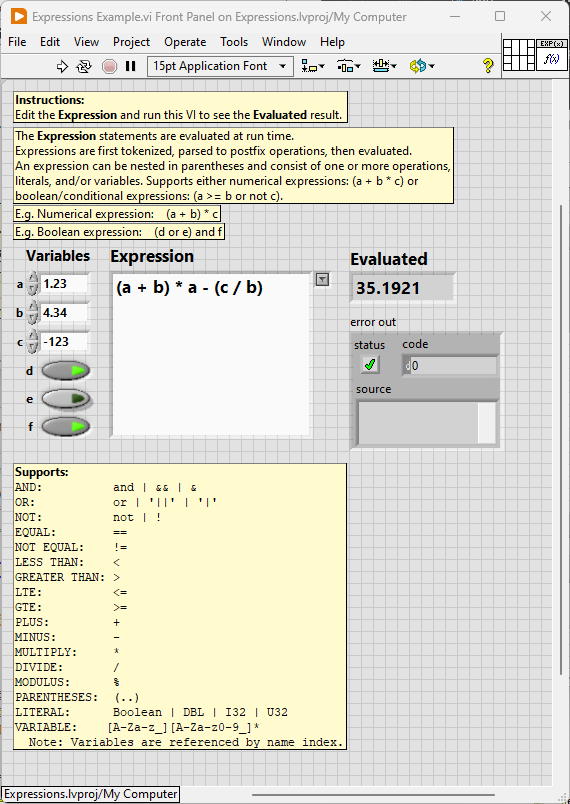 Expressions Example.vi Front Panel on Expressions.lvproj/My Computer
File Edit View Project Operate Tools Window Help
15pt Application Font
?
EXP(x)
f(x)
Instructions:
Edit the Expression and run this VI to see the Evaluated result.
The Expression statements are evaluated at run time.
Expressions are first tokenized, parsed to postfix operations, then evaluated.
An expression can be nested in parentheses and consist of one or more operations,
literals, and/or variables. Supports either numerical expressions: (a + b * c) or
boolean/conditional expressions: (a >= b or not c).
E.g. Numerical expression: (a + b) * c
E.g. Boolean expression: (d or e) and f
Variables
a 1.23
b 4.34
c -123
d
e
f
Expression
(a + b) * a - (c / b)
Evaluated
35.1921
error out
status code
0
source
Supports:
AND: and | && | &
OR: or | '||' | '|'
NOT: not | !
EQUAL: ==
NOT EQUAL: !=
LESS THAN: <
GREATER THAN: >
LTE: <=
GTE: >=
PLUS: +
MINUS: -
MULTIPLY: *
DIVIDE: /
MODULUS: %
PARENTHESES: (..)
LITERAL: Boolean | DBL | I32 | U32
VARIABLE: [A-Za-z_][A-Za-z0-9_]*
Note: Variables are referenced by name index.
Expressions.lvproj/My Computer